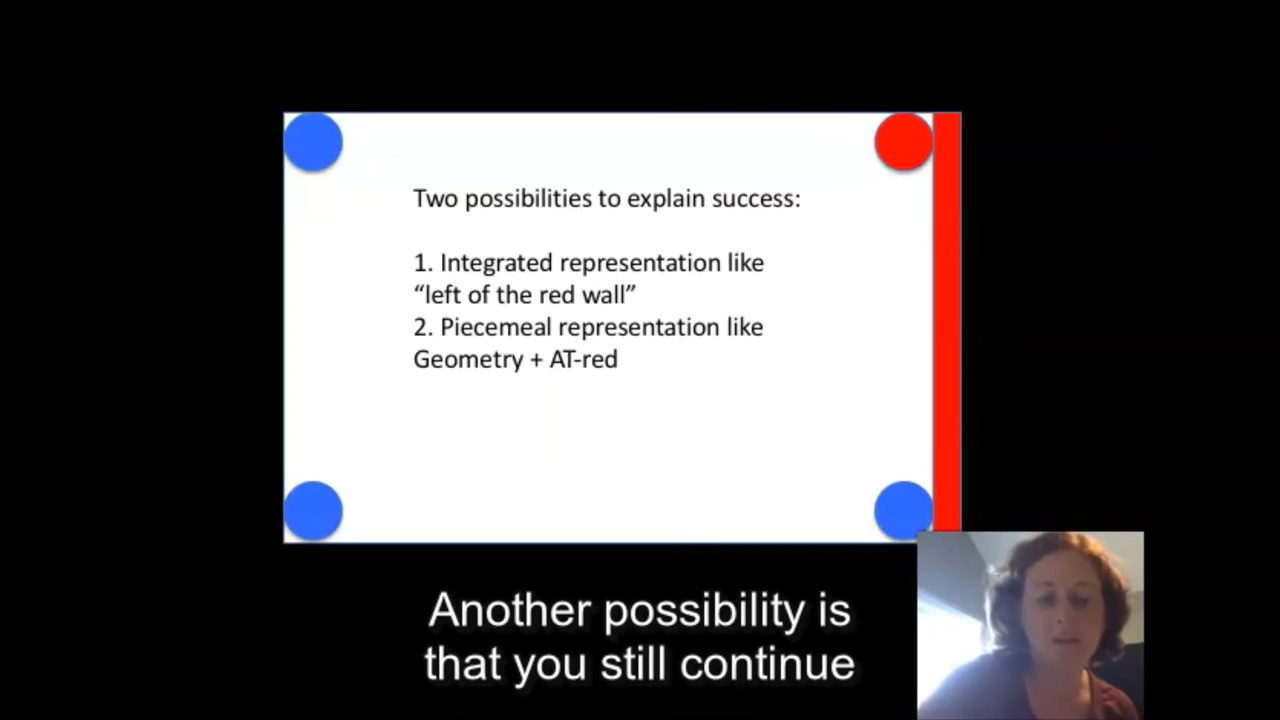 Two possibilities to explain success:
1. Integrated representation like
“left of the red wall”
2. Piecemeal representation like
Geometry + AT-red
Another possibility is
that you still continue